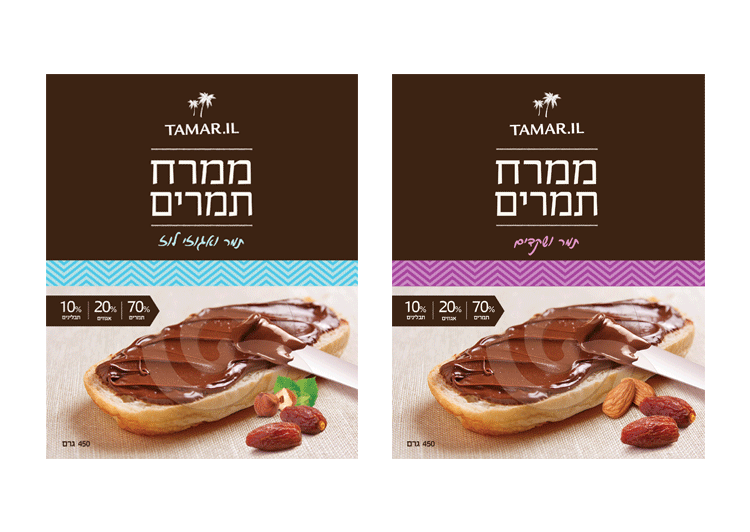 TAMAR.IL
ממרח
תמרים
תמר ואגוזי לוז
70% 20% 10%
תמרים אגוזים תבלינים
450 גרם
TAMAR.IL
ממרח
תמרים
תמר ושקדים
70% 20% 10%
תמרים אגוזים תבלינים
450 גרם